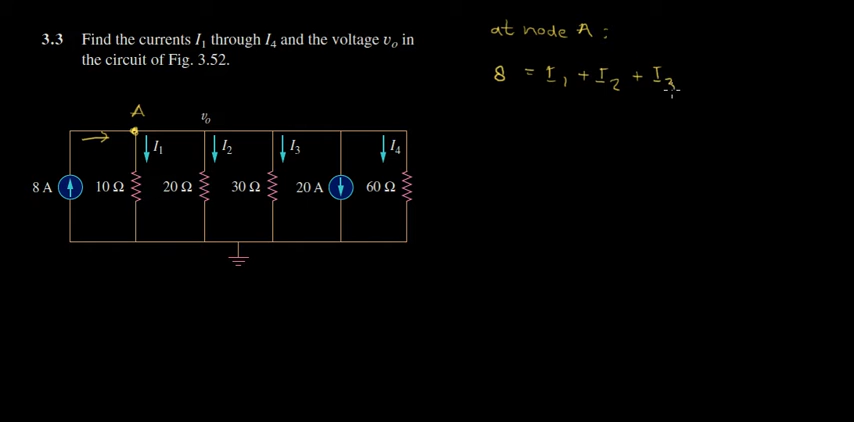 3.3 Find the currents I₁ through I₄ and the voltage vₒ in
the circuit of Fig. 3.52.
at node A :
8 = I₁ + I₂ + I₃
A
vₒ
I₁ I₂ I₃ I₄
8 A 10 Ω 20 Ω 30 Ω 20 A 60 Ω